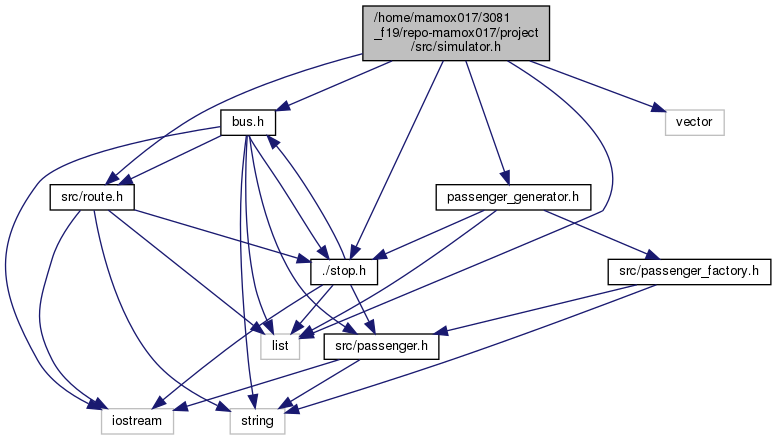 /home/mamox017/3081
_f19/repo-mamox017/project
/src/simulator.h
bus.h
vector
src/route.h
passenger_generator.h
./stop.h
src/passenger_factory.h
list
src/passenger.h
iostream
string